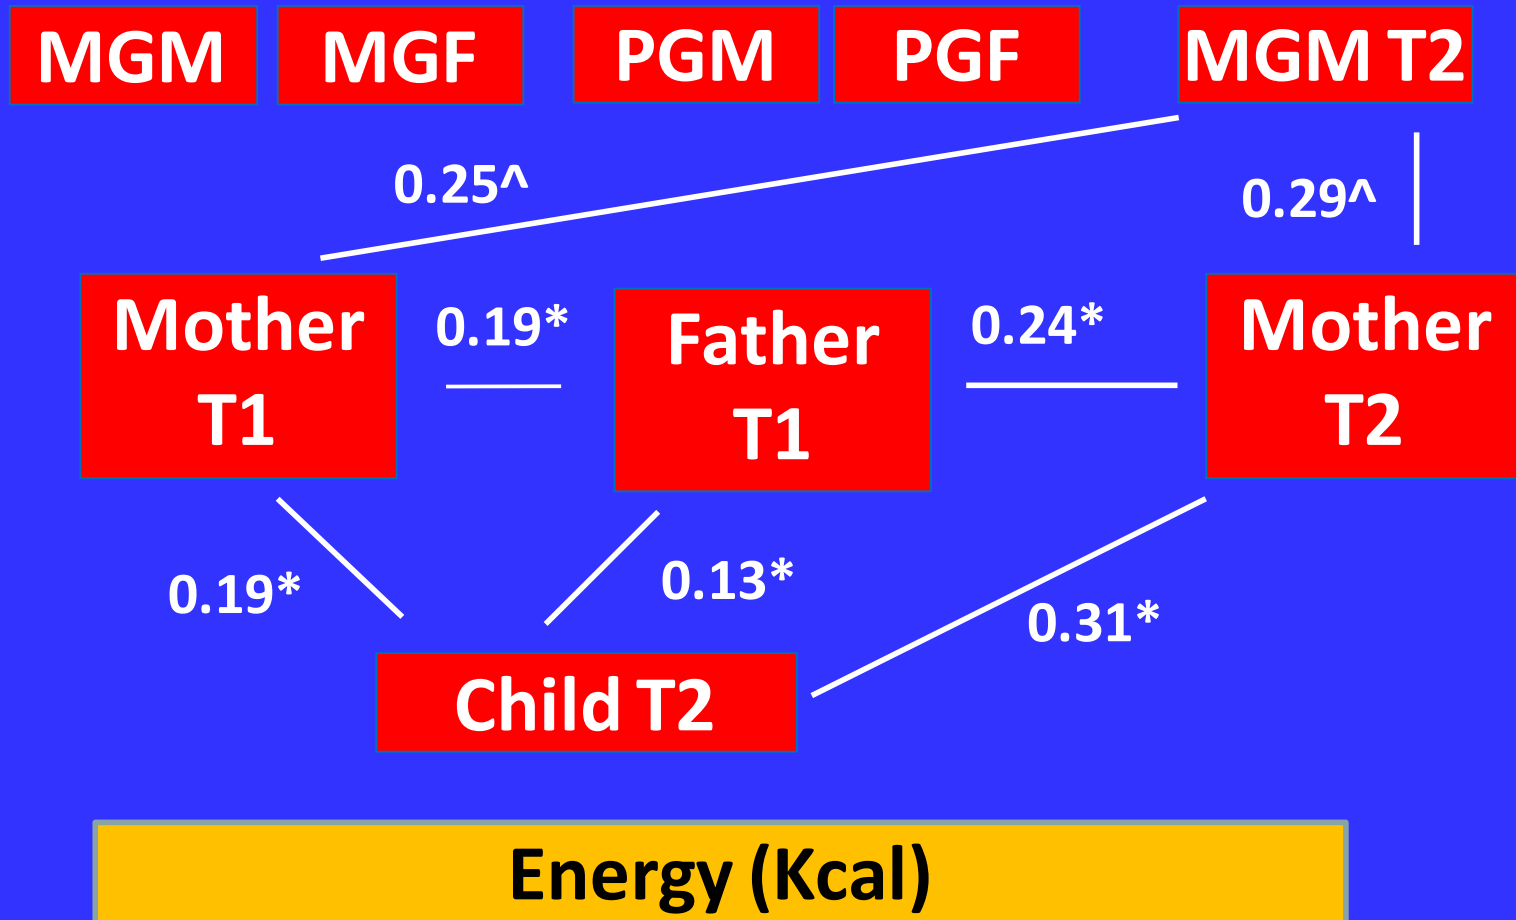 MGM MGF PGM PGF MGM T2
0.25^ 0.29^
Mother
T1
0.19*
Father
T1
0.24*
Mother
T2
0.19* 0.13* 0.31*
Child T2
Energy (Kcal)